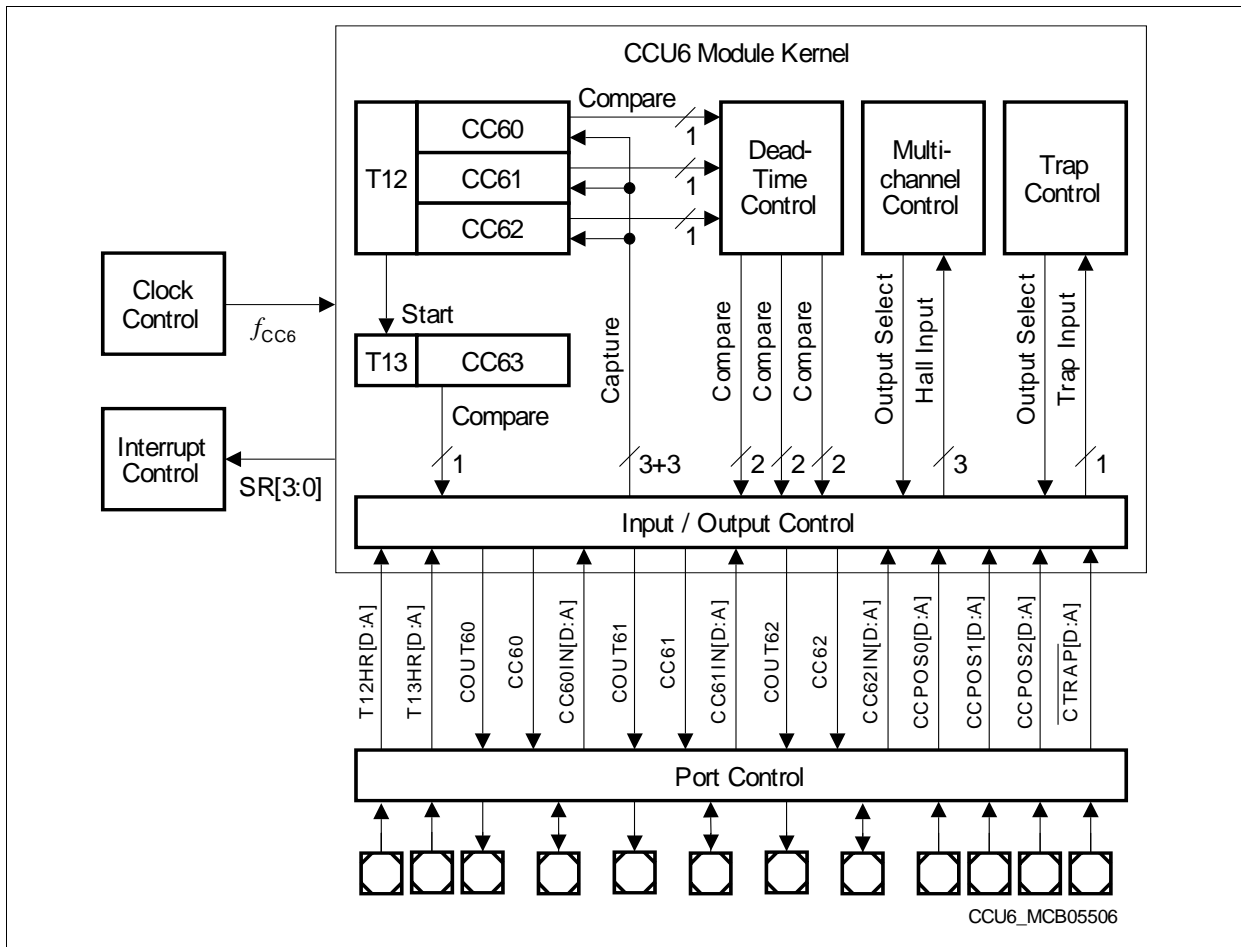 CCU6 Module Kernel
Compare
CC60
CC61
CC62
T12
1
1
1
Dead-
Time
Control
Multi-
channel
Control
Trap
Control
Clock
Control
fCC6
Start
T13
CC63
Compare
1
Capture
3+3
Compare
Compare
Compare
2
2
2
Output Select
Hall Input
3
Output Select
Trap Input
1
Interrupt
Control
SR[3:0]
Input / Output Control
T12HR[D:A]
T13HR[D:A]
COUT60
CC60
CC60IN[D:A]
COUT61
CC61
CC61IN[D:A]
COUT62
CC62
CC62IN[D:A]
CCPOS0[D:A]
CCPOS1[D:A]
CCPOS2[D:A]
CTRAP[D:A]
Port Control
CCU6_MCB05506